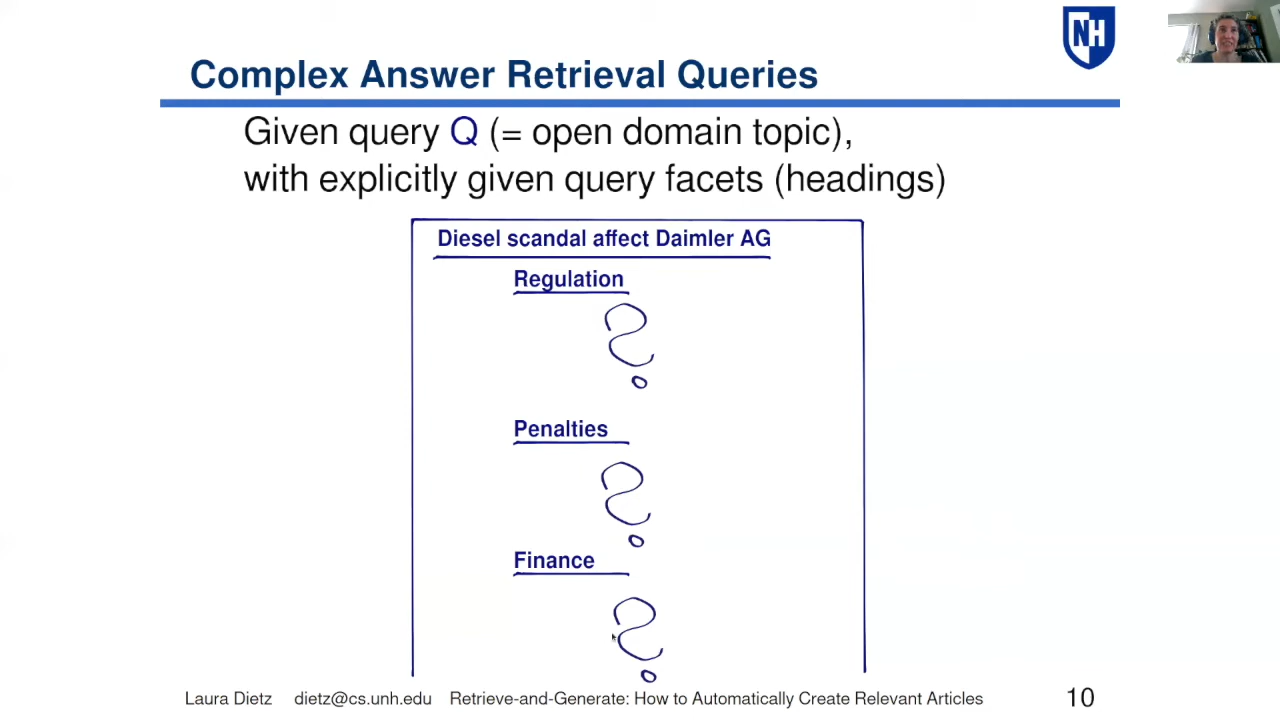 NH
Complex Answer Retrieval Queries
Given query Q (= open domain topic),
with explicitly given query facets (headings)
Diesel scandal affect Daimler AG
Regulation
?
Penalties
?
Finance
?
Laura Dietz dietz@cs.unh.edu Retrieve-and-Generate: How to Automatically Create Relevant Articles 10